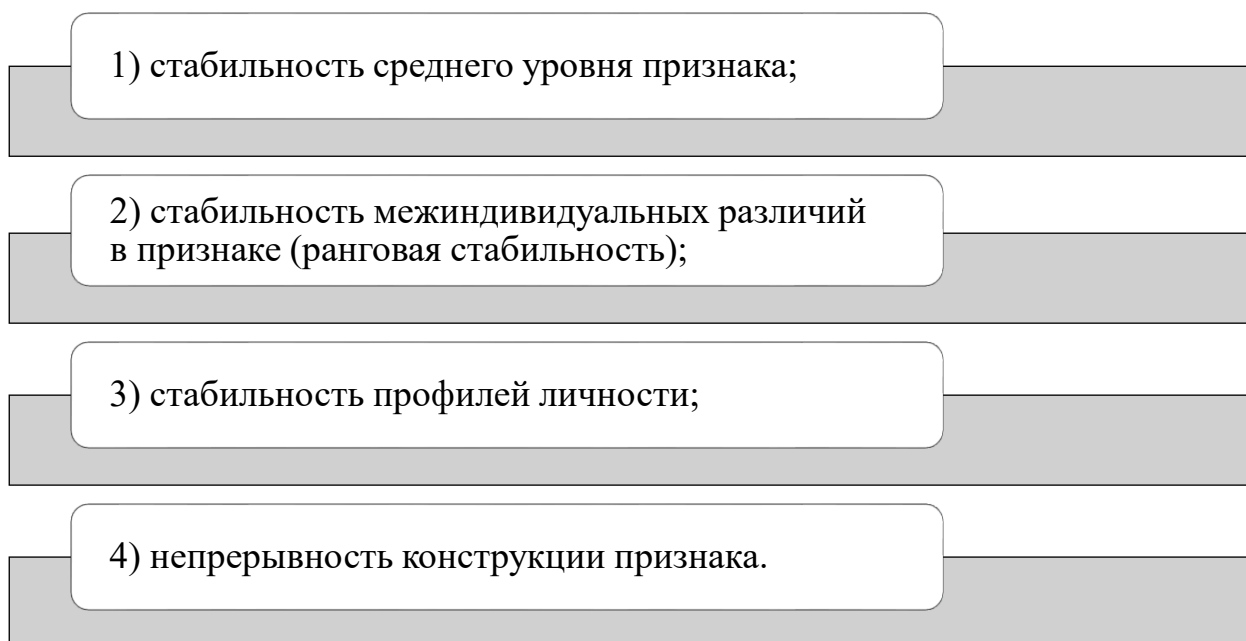 1) стабильность среднего уровня признака;
2) стабильность межиндивидуальных различий
в признаке (ранговая стабильность);
3) стабильность профилей личности;
4) непрерывность конструкции признака.